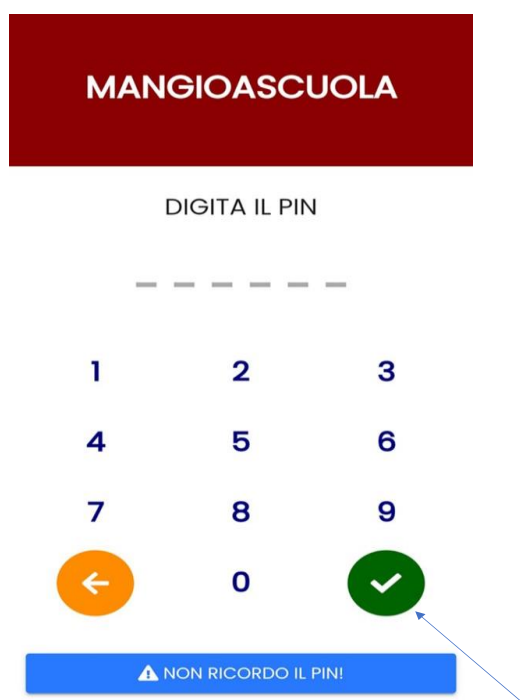 MANGIOASCUOLA
DIGITA IL PIN
1 2 3
4 5 6
7 8 9
0
NON RICORDO IL PIN!